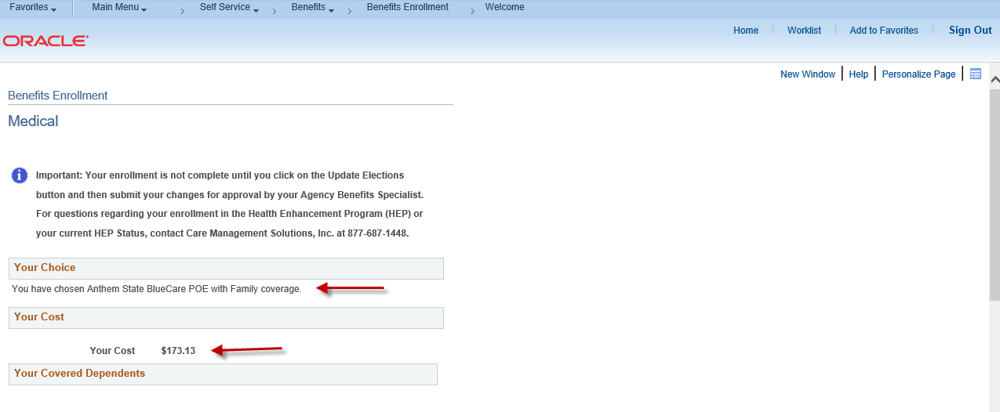 Favorites Main Menu Self Service Benefits Benefits Enrollment Welcome
ORACLE
Home Worklist Add to Favorites Sign Out
New Window Help Personalize Page
Benefits Enrollment
Medical
Important: Your enrollment is not complete until you click on the Update Elections
button and then submit your changes for approval by your Agency Benefits Specialist.
For questions regarding your enrollment in the Health Enhancement Program (HEP) or
your current HEP Status, contact Care Management Solutions, Inc. at 877-687-1448.
Your Choice
You have chosen Anthem State BlueCare POE with Family coverage.
Your Cost
Your Cost $173.13
Your Covered Dependents